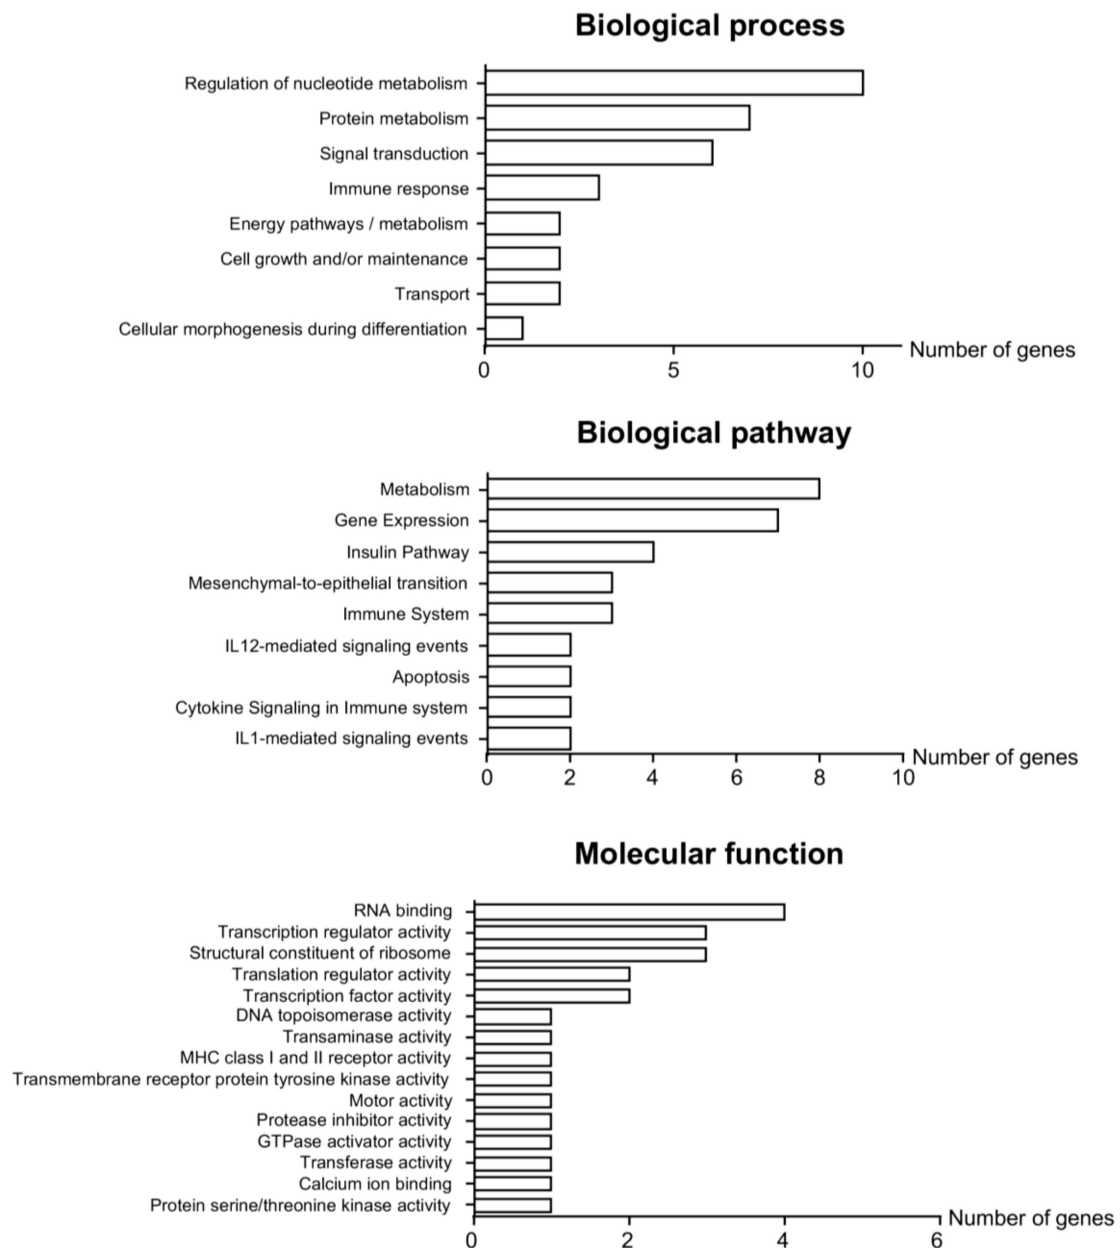 Biological process
Regulation of nucleotide metabolism
Protein metabolism
Signal transduction
Immune response
Energy pathways / metabolism
Cell growth and/or maintenance
Transport
Cellular morphogenesis during differentiation
Number of genes
0 5 10
Biological pathway
Metabolism
Gene Expression
Insulin Pathway
Mesenchymal-to-epithelial transition
Immune System
IL12-mediated signaling events
Apoptosis
Cytokine Signaling in Immune system
IL1-mediated signaling events
Number of genes
0 2 4 6 8 10
Molecular function
RNA binding
Transcription regulator activity
Structural constituent of ribosome
Translation regulator activity
Transcription factor activity
DNA topoisomerase activity
Transaminase activity
MHC class I and II receptor activity
Transmembrane receptor protein tyrosine kinase activity
Motor activity
Protease inhibitor activity
GTPase activator activity
Transferase activity
Calcium ion binding
Protein serine/threonine kinase activity
Number of genes
0 2 4 6